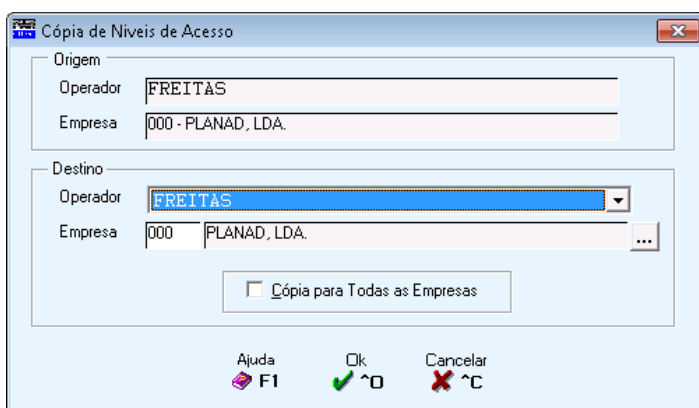 Cópia de Niveis de Acesso
Origem
Operador FREITAS
Empresa 000 - PLANAD, LDA.
Destino
Operador FREITAS
Empresa 000 PLANAD, LDA. ...
Cópia para Todas as Empresas
Ajuda Ok Cancelar
F1 ^O ^C